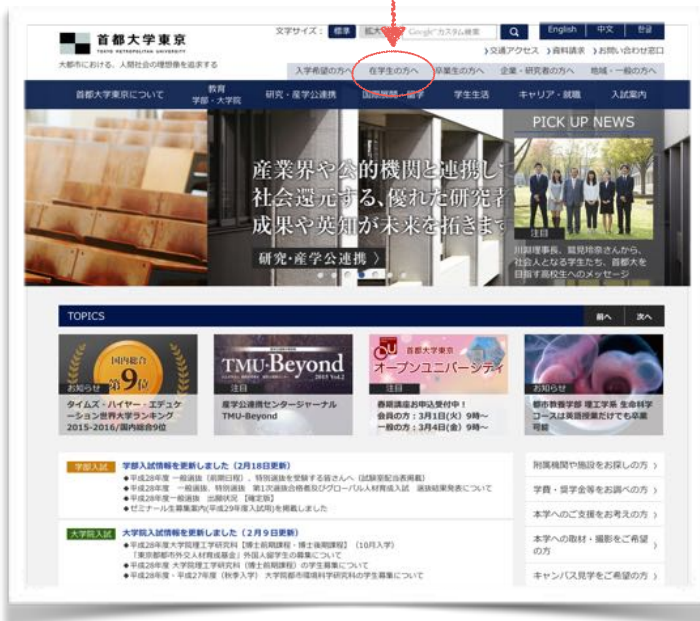 首都大学東京
TOKYO METROPOLITAN UNIVERSITY
大都市における、人間社会の理想像を追求する
文字サイズ： 標準 拡大 Google カスタム検索 English 中文 한글
交通アクセス 資料請求 お問い合わせ窓口
入学希望の方へ 在学生の方へ 卒業生の方へ 企業・研究者の方へ 地域・一般の方へ
首都大学東京について 教育 学部・大学院 研究・産学公連携 国際展開・留学 学生生活 キャリア・就職 入試案内
産業界や公的機関と連携して
社会還元する、優れた研究者
成果や英知が未来を拓きます
研究・産学公連携 〉
PICK UP NEWS
注目
川淵理事長、鷲見玲奈さんから、
社会人となる学生たち、首都大を
目指す高校生へのメッセージ
TOPICS 前へ 次へ
国内総合
第9位
お知らせ
タイムズ・ハイヤー・エデュケ
ーション世界大学ランキング
2015-2016/国内総合9位
TMU-Beyond
2015 Vol.2
注目
産学公連携センタージャーナル
TMU-Beyond
首都大学東京
オープンユニバーシティ
注目
春期講座お申込受付中！
会員の方：3月1日(火) 9時〜
一般の方：3月4日(金) 9時〜
お知らせ
都市教養学部 理工学系 生命科学
コースは英語授業だけでも卒業
可能
学部入試 学部入試情報を更新しました（2月18日更新）
◆平成28年度 一般選抜（前期日程）、特別選抜を受験する皆さんへ（試験室配当表掲載）
◆平成28年度 一般選抜、特別選抜 第1次選抜合格者及びグローバル人材育成入試 選抜結果発表について
◆平成28年度一般選抜 出願状況 【確定版】
◆ゼミナール生募集案内(平成29年度入試用)を掲載しました
大学院入試 大学院入試情報を更新しました（2月9日更新）
◆平成28年度大学院理工学研究科【博士前期課程・博士後期課程】（10月入学）
「東京都都市外交人材育成基金」外国人留学生の募集について
◆平成28年度 大学院理工学研究科（博士前期課程）の学生募集について
◆平成28年度・平成27年度（秋季入学） 大学院都市環境科学研究科の学生募集について
附属機関や施設をお探しの方 〉
学費・奨学金等をお調べの方 〉
本学へのご支援をお考えの方 〉
本学への取材・撮影をご希望
の方 〉
キャンパス見学をご希望の方 〉